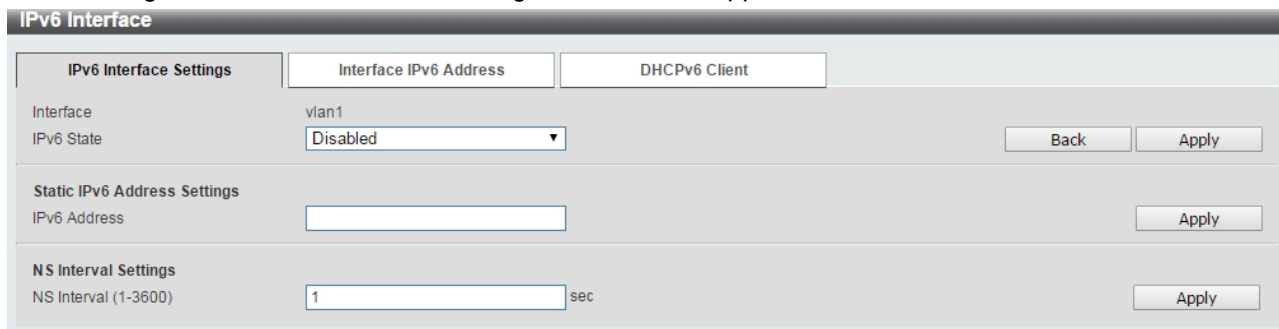 IPv6 Interface
IPv6 Interface Settings Interface IPv6 Address DHCPv6 Client
Interface vlan1
IPv6 State Disabled Back Apply
Static IPv6 Address Settings
IPv6 Address Apply
NS Interval Settings
NS Interval (1-3600) 1 sec Apply